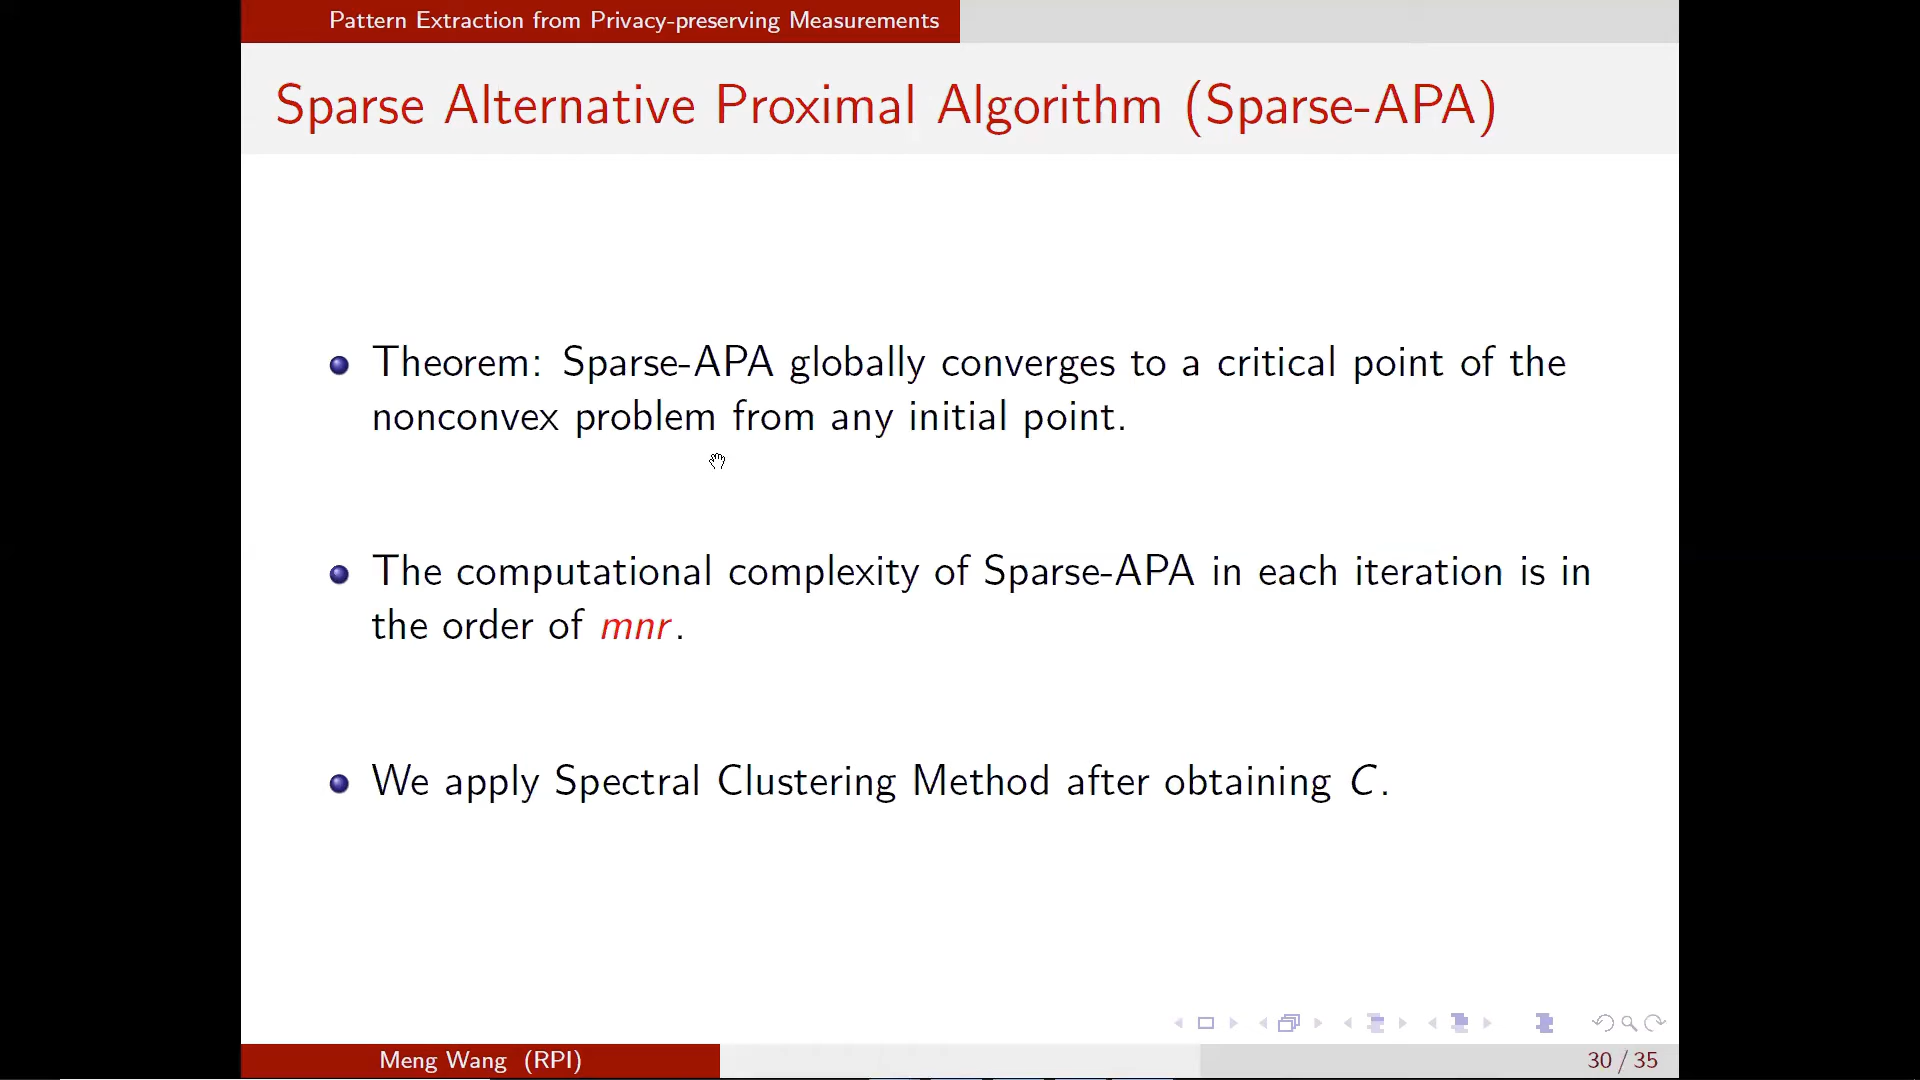 Pattern Extraction from Privacy-preserving Measurements
Sparse Alternative Proximal Algorithm (Sparse-APA)
Theorem: Sparse-APA globally converges to a critical point of the
nonconvex problem from any initial point.
The computational complexity of Sparse-APA in each iteration is in
the order of mnr.
We apply Spectral Clustering Method after obtaining C.
Meng Wang (RPI)
30 / 35